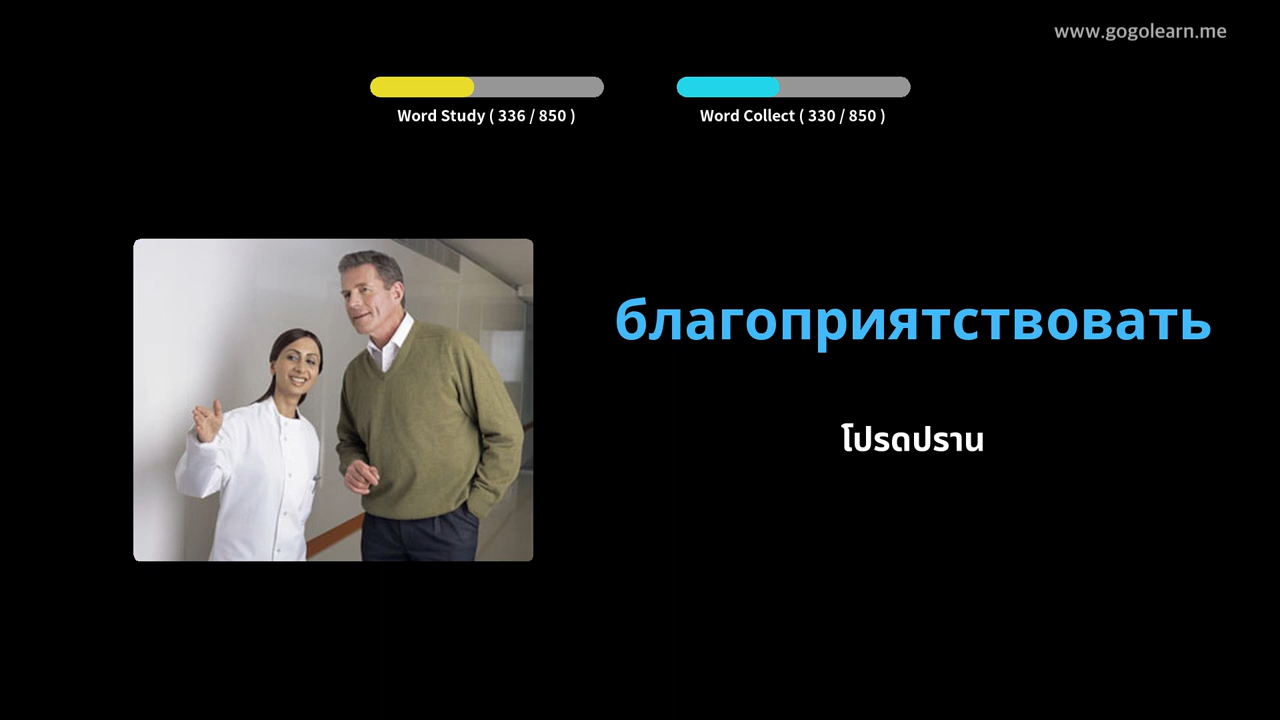 www.gogolearn.me
Word Study ( 336 / 850 )
Word Collect ( 330 / 850 )
благоприятствовать
โปรดปราน